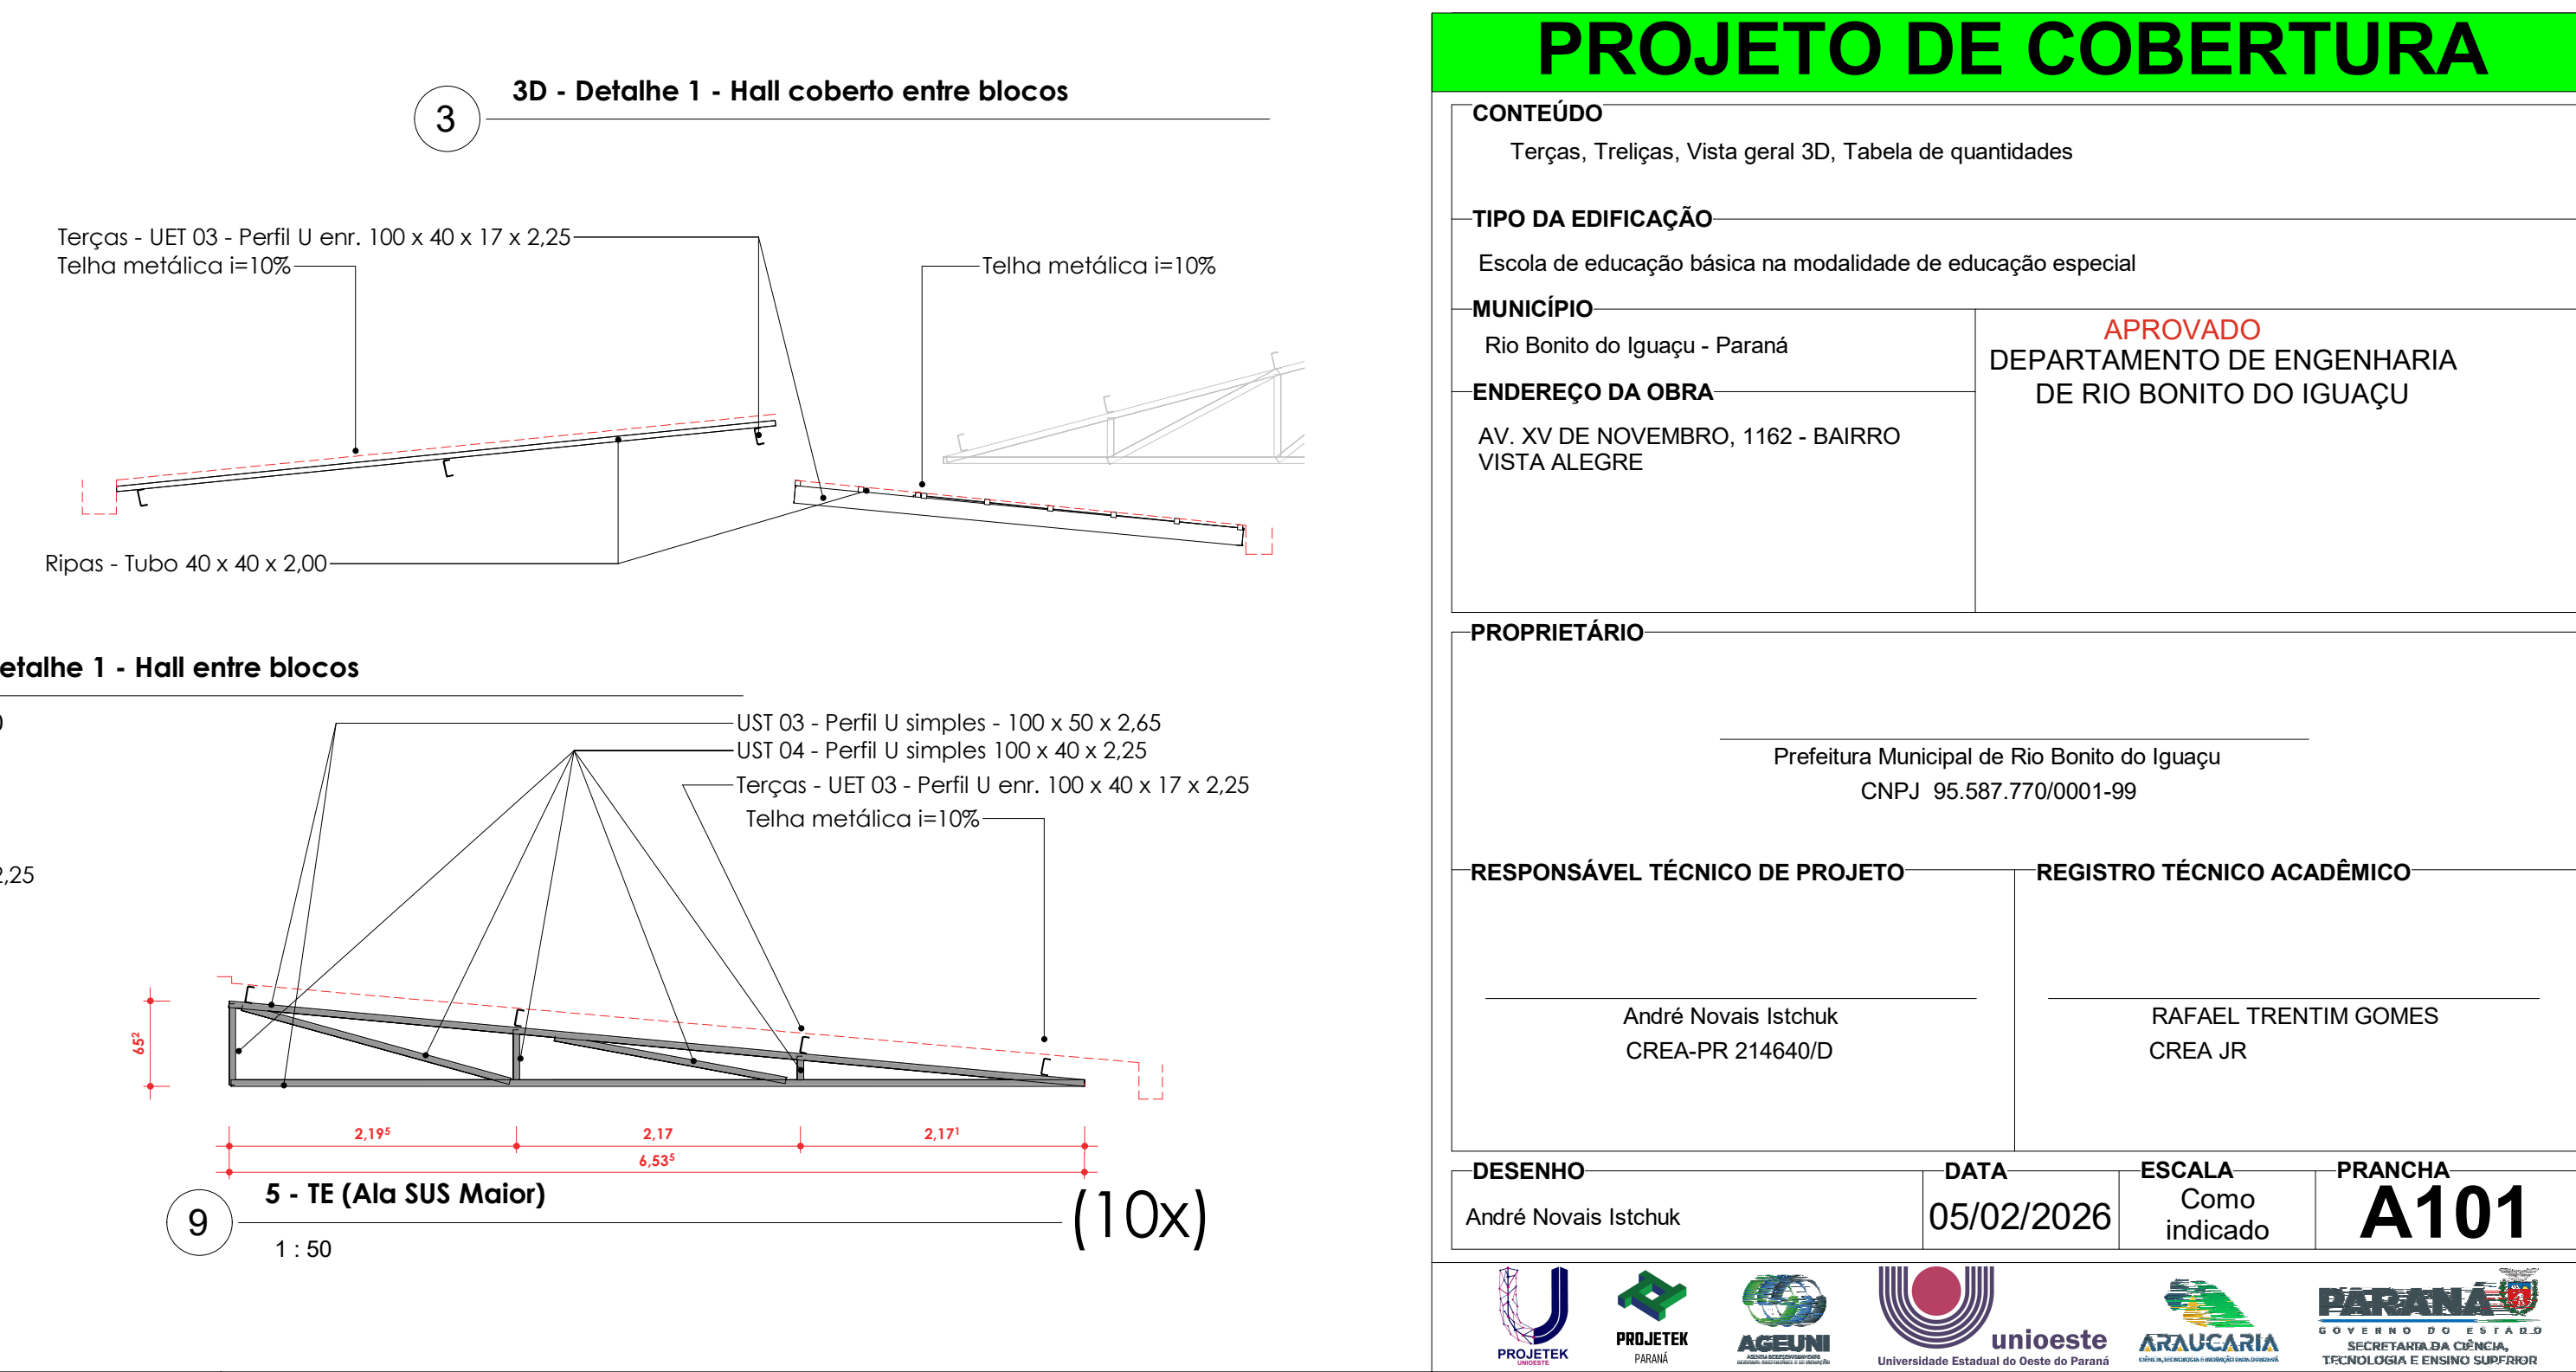 3D - Detalhe 1 - Hall coberto entre blocos
3
Terças - UET 03 - Perfil U enr. 100 x 40 x 17 x 2,25
Telha metálica i=10%
Telha metálica i=10%
Ripas - Tubo 40 x 40 x 2,00
etalhe 1 - Hall entre blocos
UST 03 - Perfil U simples - 100 x 50 x 2,65
UST 04 - Perfil U simples 100 x 40 x 2,25
Terças - UET 03 - Perfil U enr. 100 x 40 x 17 x 2,25
Telha metálica i=10%
2,25
65²
2,19⁵
2,17
2,17¹
6,53⁵
5 - TE (Ala SUS Maior)
(10x)
9
1 : 50
PROJETO DE COBERTURA
CONTEÚDO
Terças, Treliças, Vista geral 3D, Tabela de quantidades
TIPO DA EDIFICAÇÃO
Escola de educação básica na modalidade de educação especial
MUNICÍPIO
Rio Bonito do Iguaçu - Paraná
ENDEREÇO DA OBRA
AV. XV DE NOVEMBRO, 1162 - BAIRRO
VISTA ALEGRE
APROVADO
DEPARTAMENTO DE ENGENHARIA
DE RIO BONITO DO IGUAÇU
PROPRIETÁRIO
Prefeitura Municipal de Rio Bonito do Iguaçu
CNPJ 95.587.770/0001-99
RESPONSÁVEL TÉCNICO DE PROJETO
André Novais Istchuk
CREA-PR 214640/D
REGISTRO TÉCNICO ACADÊMICO
RAFAEL TRENTIM GOMES
CREA JR
DESENHO
André Novais Istchuk
DATA
05/02/2026
ESCALA
Como
indicado
PRANCHA
A101
PROJETEK
UNIOESTE
PROJETEK
PARANÁ
AGEUNI
unioeste
Universidade Estadual do Oeste do Paraná
ARAUCÁRIA
PARANÁ
GOVERNO DO ESTADO
SECRETARIA DA CIÊNCIA,
TECNOLOGIA E ENSINO SUPERIOR